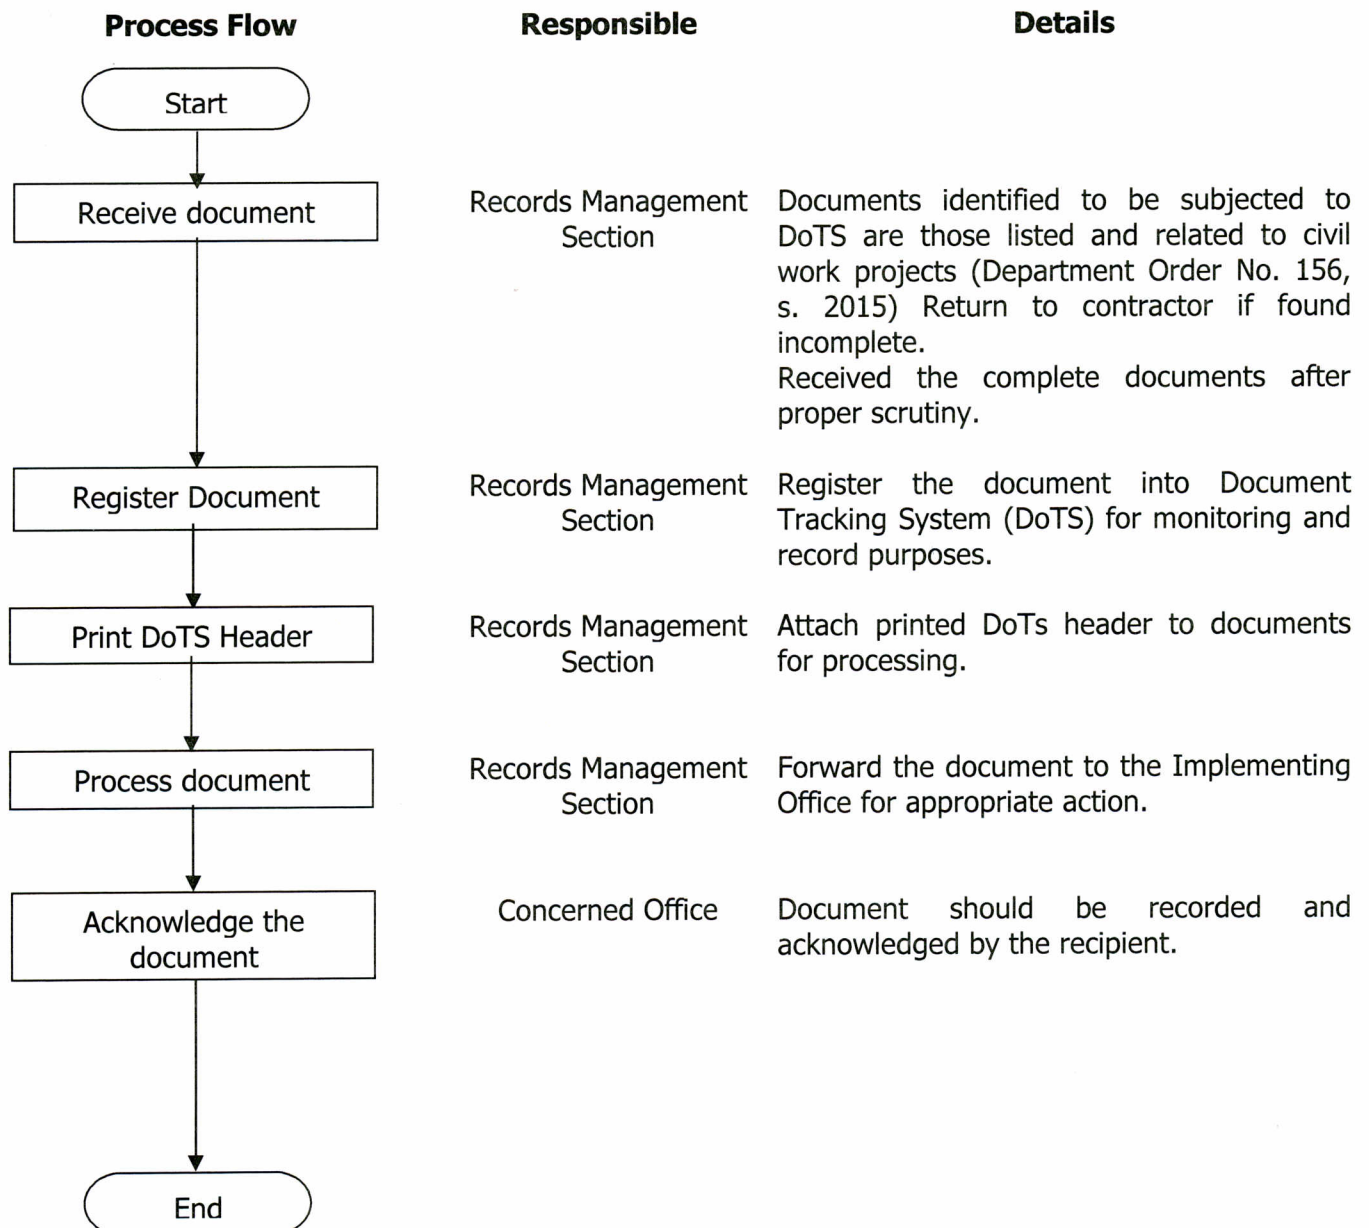 Process Flow
Responsible
Details
Start
Receive document
Records Management
Section
Documents identified to be subjected to
DoTS are those listed and related to civil
work projects (Department Order No. 156,
s. 2015) Return to contractor if found
incomplete.
Received the complete documents after
proper scrutiny.
Register Document
Records Management
Section
Register the document into Document
Tracking System (DoTS) for monitoring and
record purposes.
Print DoTS Header
Records Management
Section
Attach printed DoTs header to documents
for processing.
Process document
Records Management
Section
Forward the document to the Implementing
Office for appropriate action.
Acknowledge the
document
Concerned Office
Document should be recorded and
acknowledged by the recipient.
End